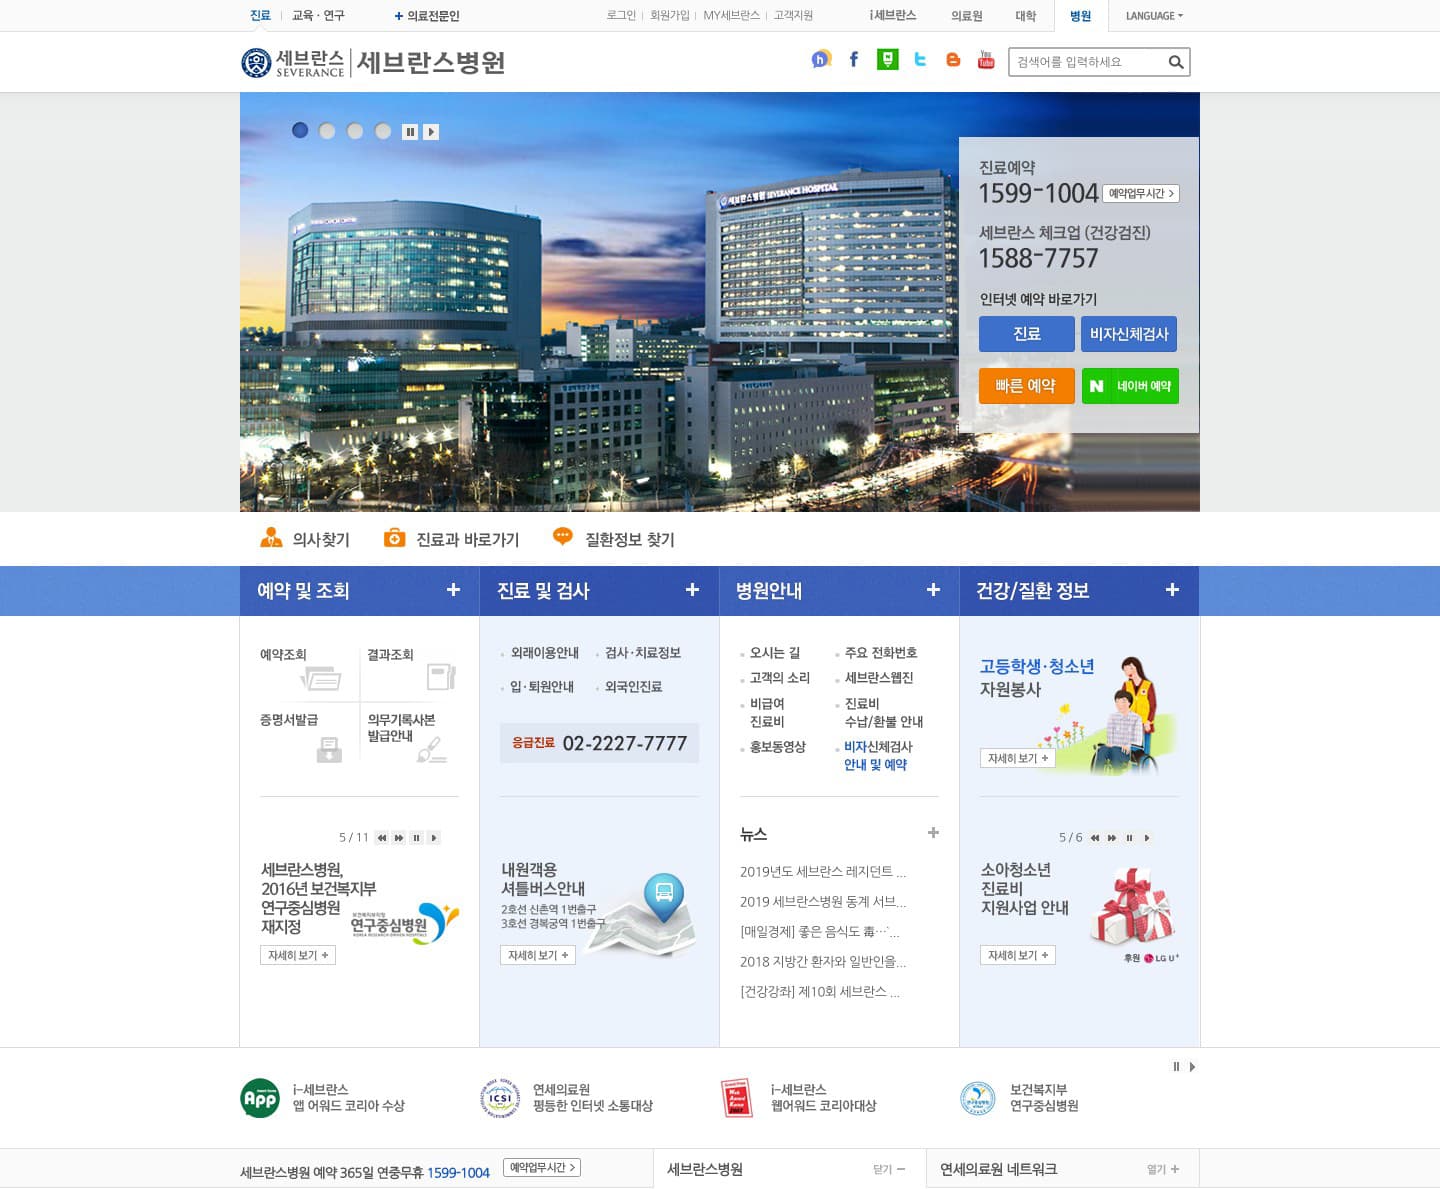 진료
교육 · 연구
의료전문인
로그인 | 회원가입 | MY세브란스 | 고객지원
i 세브란스
의료원
대학
병원
LANGUAGE
세브란스
SEVERANCE
세브란스병원
You
Tube
검색어를 입력하세요
세브란스병원 SEVERANCE HOSPITAL
진료예약
1599-1004
예약업무시간
세브란스 체크업 (건강검진)
1588-7757
인터넷 예약 바로가기
진료
비자신체검사
빠른 예약
N 네이버 예약
의사찾기
진료과 바로가기
질환정보 찾기
예약 및 조회
진료 및 검사
병원안내
건강/질환 정보
예약조회
결과조회
증명서발급
의무기록사본
발급안내
외래이용안내
검사·치료정보
입·퇴원안내
외국인진료
응급진료 02-2227-7777
오시는 길
주요 전화번호
고객의 소리
세브란스웹진
비급여
진료비
진료비
수납/환불 안내
홍보동영상
비자신체검사
안내 및 예약
고등학생·청소년
자원봉사
자세히 보기 +
5 / 11
세브란스병원,
2016년 보건복지부
연구중심병원
재지정
보건복지부지정
연구중심병원
KOREA RESEARCH-DRIVEN HOSPITALS
자세히 보기 +
내원객용
셔틀버스안내
2호선 신촌역 1번출구
3호선 경복궁역 1번출구
자세히 보기 +
뉴스
2019년도 세브란스 레지던트 ...
2019 세브란스병원 동계 서브...
[매일경제] 좋은 음식도 毒…`...
2018 지방간 환자와 일반인을...
[건강강좌] 제10회 세브란스 ...
5 / 6
소아청소년
진료비
지원사업 안내
자세히 보기 +
후원 LG U+
App
i-세브란스
앱 어워드 코리아 수상
ICSI
연세의료원
평등한 인터넷 소통대상
i-세브란스
웹어워드 코리아대상
보건복지부
연구중심병원
세브란스병원 예약 365일 연중무휴 1599-1004
예약업무시간
세브란스병원
닫기
연세의료원 네트워크
열기 +